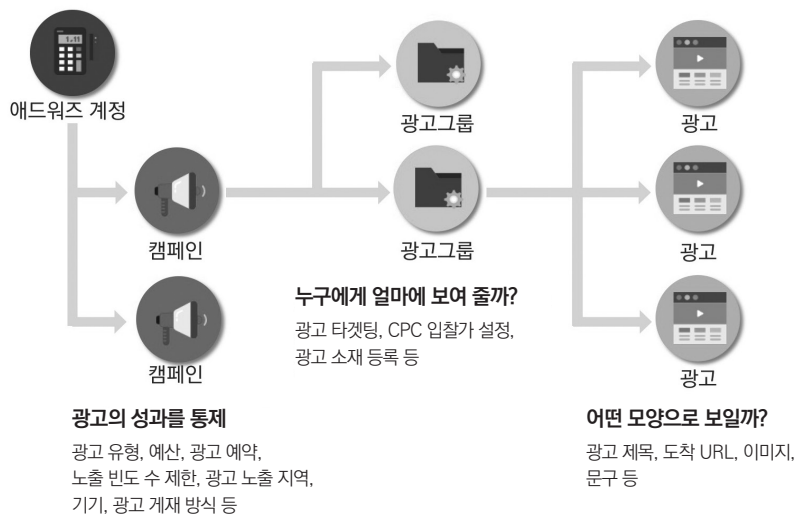 1.11
애드워즈 계정
캠페인
캠페인
광고그룹
광고그룹
광고
광고
광고
광고의 성과를 통제
광고 유형, 예산, 광고 예약,
노출 빈도 수 제한, 광고 노출 지역,
기기, 광고 게재 방식 등
누구에게 얼마에 보여 줄까?
광고 타겟팅, CPC 입찰가 설정,
광고 소재 등록 등
어떤 모양으로 보일까?
광고 제목, 도착 URL, 이미지,
문구 등